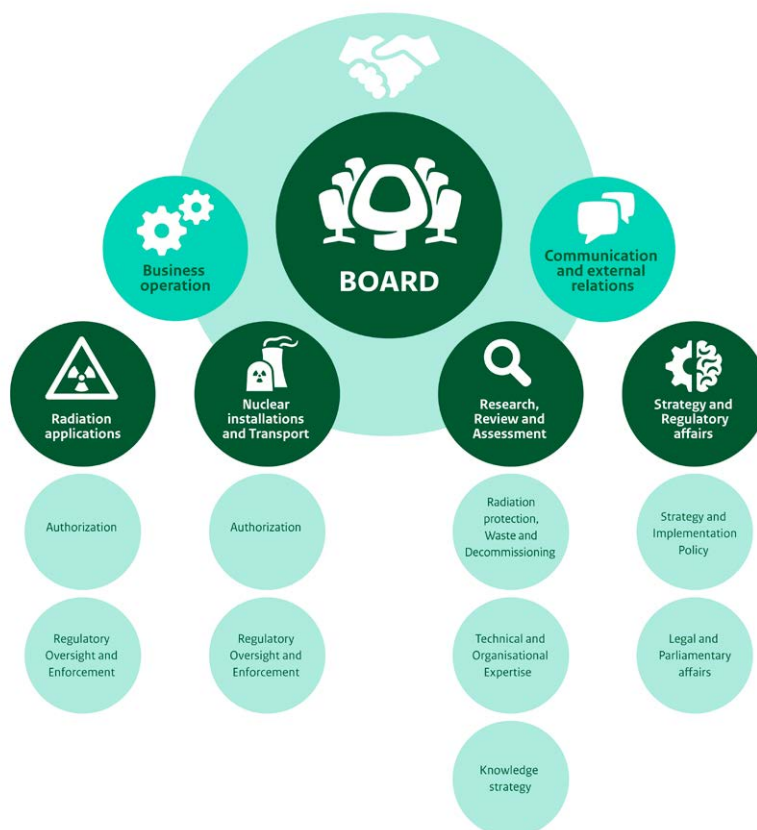 BOARD
Business
operation
Communication
and external
relations
Radiation
applications
Nuclear
installations
and Transport
Research,
Review and
Assessment
Strategy and
Regulatory
affairs
Authorization
Authorization
Radiation
protection,
Waste and
Decommissioning
Strategy and
Implementation
Policy
Regulatory
Oversight and
Enforcement
Regulatory
Oversight and
Enforcement
Technical and
Organisational
Expertise
Legal and
Parliamentary
affairs
Knowledge
strategy